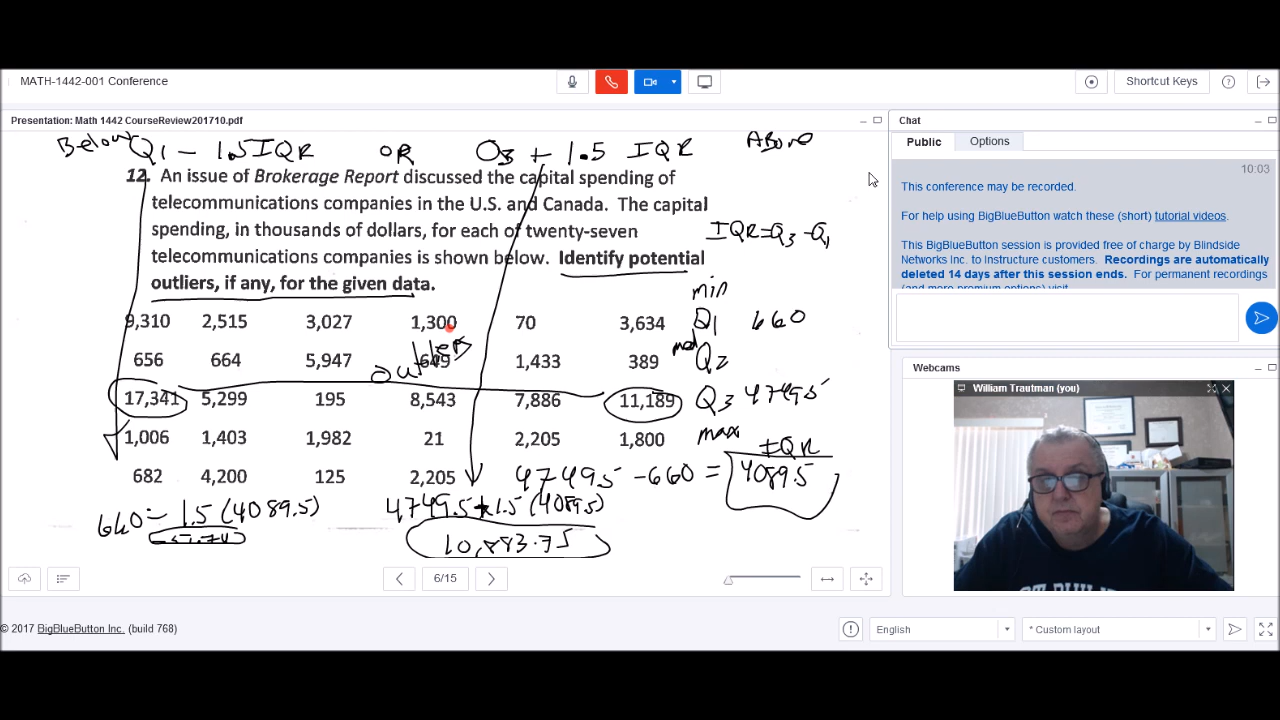 MATH-1442-001 Conference
Shortcut Keys
Presentation: Math 1442 CourseReview201710.pdf
Below Q1 - 1.5 IQR OR Q3 + 1.5 IQR Above
12. An issue of Brokerage Report discussed the capital spending of
telecommunications companies in the U.S. and Canada. The capital
spending, in thousands of dollars, for each of twenty-seven
telecommunications companies is shown below. Identify potential
outliers, if any, for the given data.
IQR=Q3-Q1
9,310 2,515 3,027 1,300 70 3,634
656 664 5,947 649 1,433 389
17,341 5,299 195 8,543 7,886 11,189
1,006 1,403 1,982 21 2,205 1,800
682 4,200 125 2,205
outliers
min
Q1 660
med Q2
Q3 4749.5
max
IQR
4749.5 - 660 = 4089.5
660 - 1.5 (4089.5)
4749.5 + 1.5 (4089.5)
10,883.75
6/15
Chat
Public Options
10:03
This conference may be recorded.
For help using BigBlueButton watch these (short) tutorial videos.
This BigBlueButton session is provided free of charge by Blindside
Networks Inc. to Instructure customers. Recordings are automatically
deleted 14 days after this session ends. For permanent recordings
(and more premium options) visit
Webcams
William Trautman (you)
© 2017 BigBlueButton Inc. (build 768)
English
* Custom layout